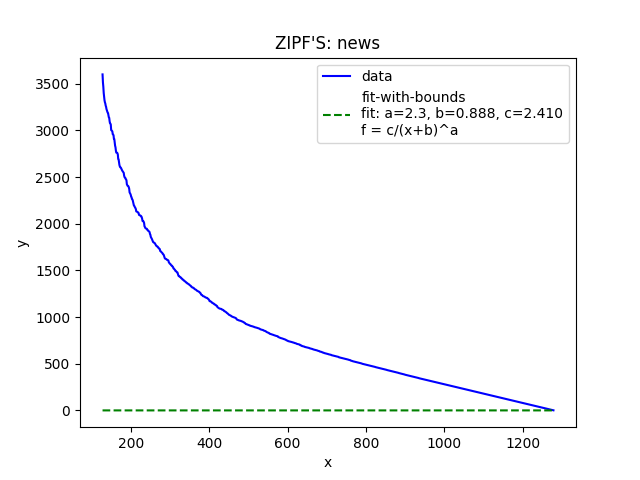 ZIPF'S: news
data
fit-with-bounds
fit: a=2.3, b=0.888, c=2.410
f = c/(x+b)^a
y
3500
3000
2500
2000
1500
1000
500
0
200 400 600 800 1000 1200
x